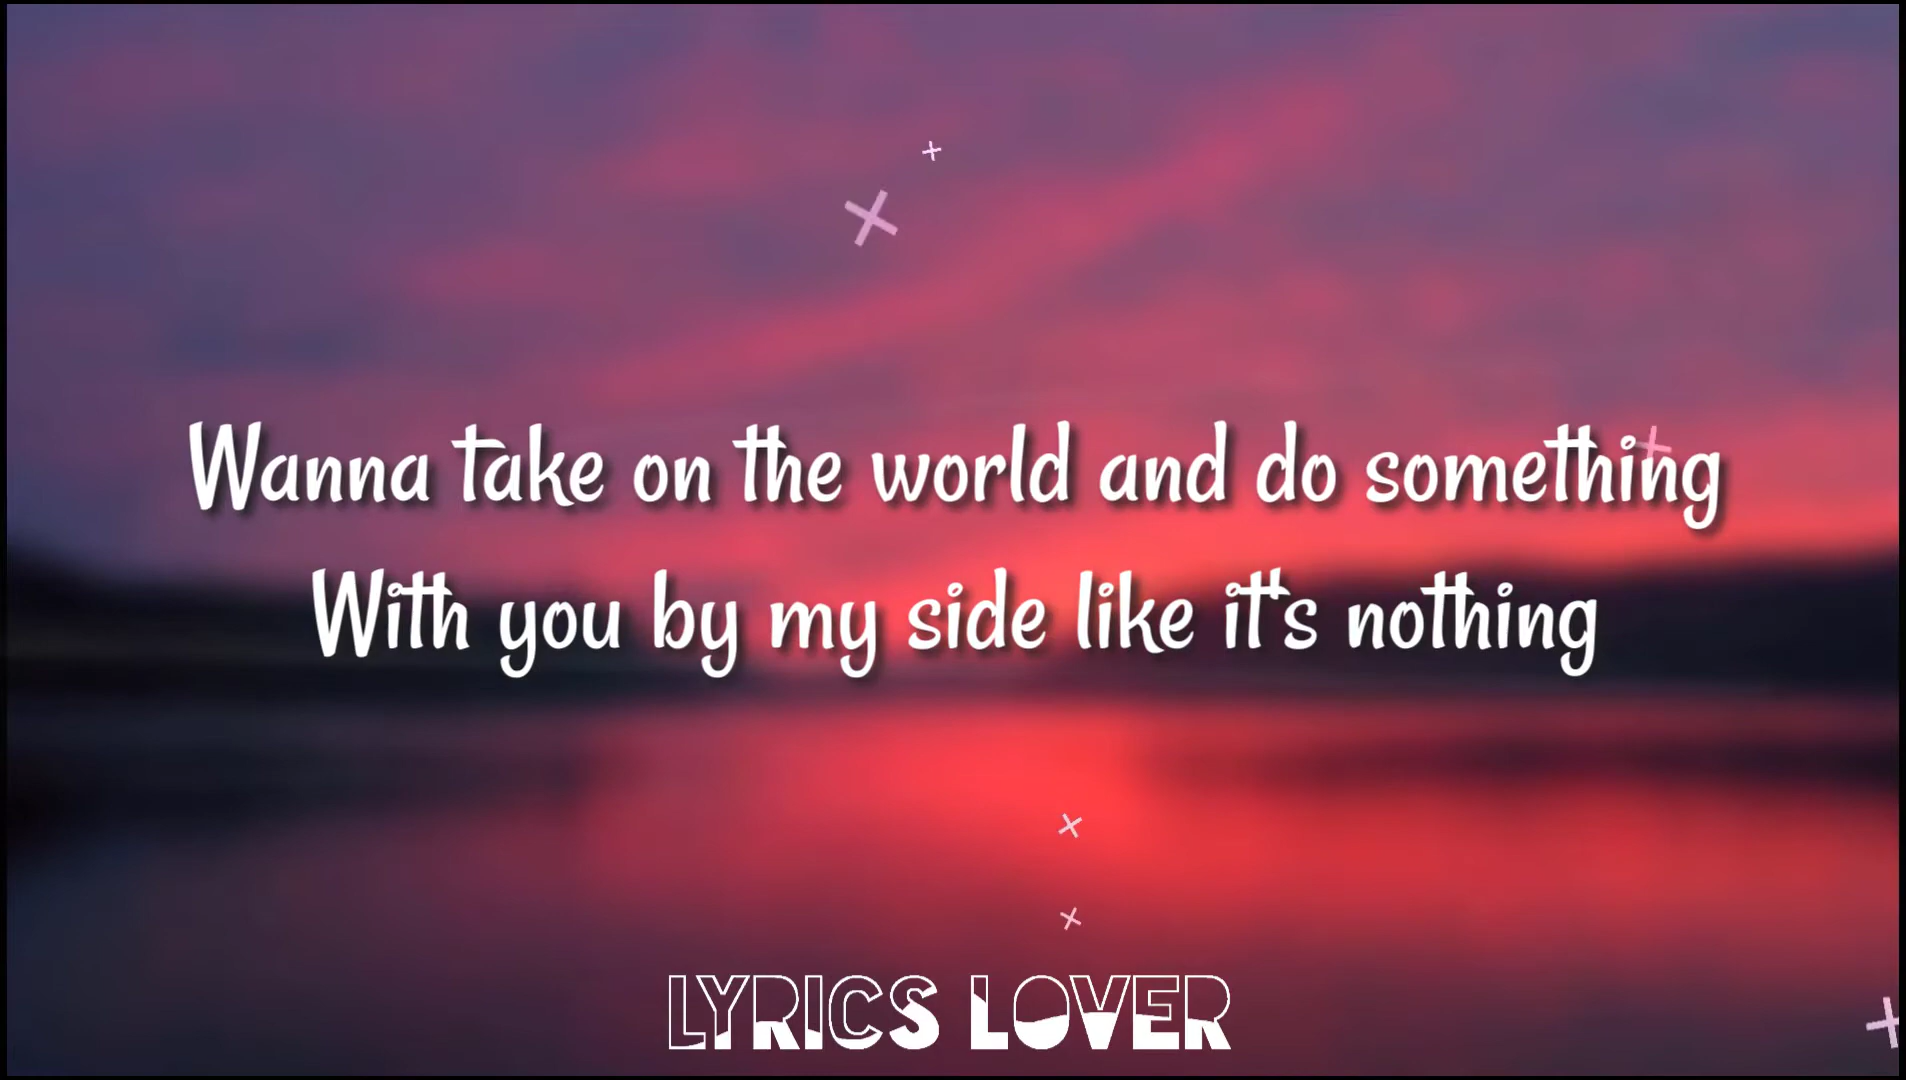 Wanna take on the world and do something
With you by my side like it's nothing
LYRICS LOVER